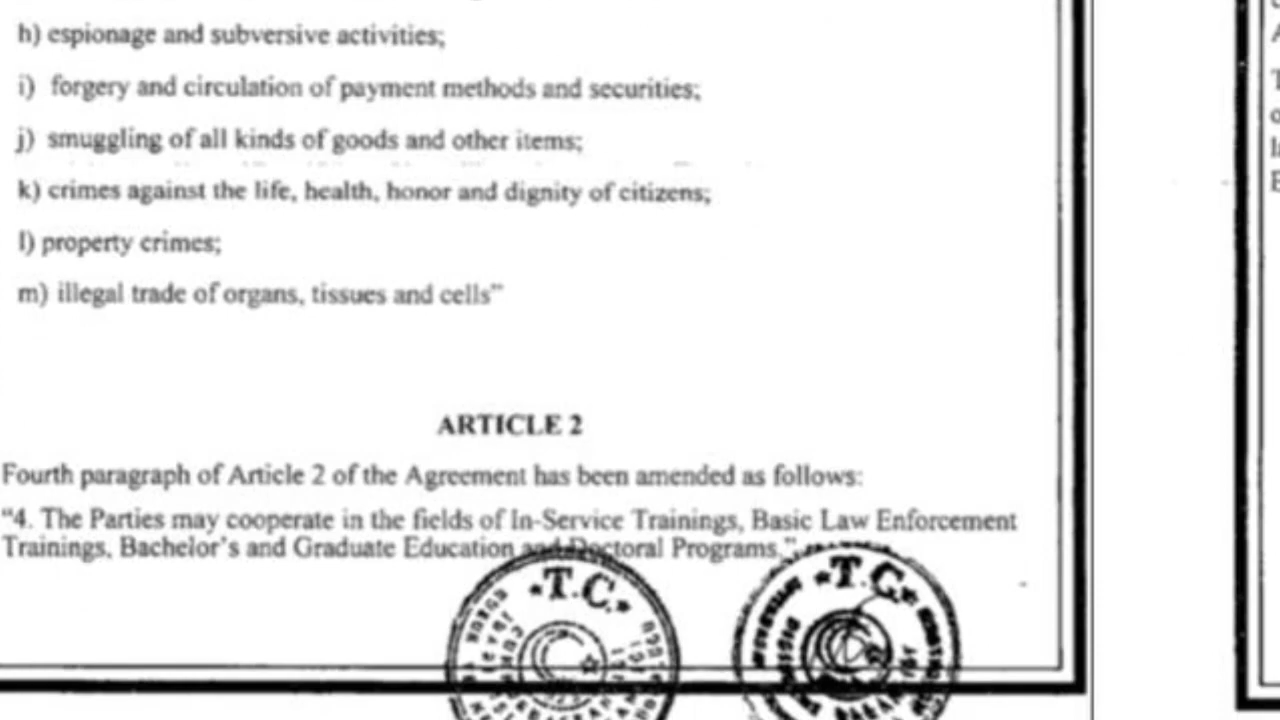 h) espionage and subversive activities;
i) forgery and circulation of payment methods and securities;
j) smuggling of all kinds of goods and other items;
k) crimes against the life, health, honor and dignity of citizens;
l) property crimes;
m) illegal trade of organs, tissues and cells"
ARTICLE 2
Fourth paragraph of Article 2 of the Agreement has been amended as follows:
"4. The Parties may cooperate in the fields of In-Service Trainings, Basic Law Enforcement
Trainings, Bachelor's and Graduate Education and Doctoral Programs."
T.C.
T.C.